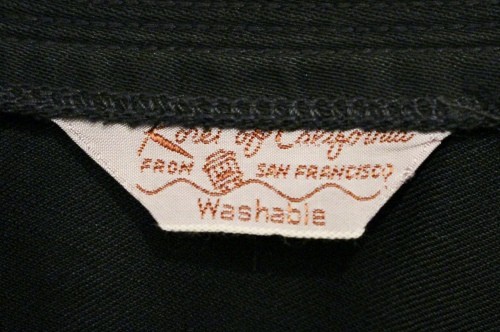 Koret of California
FROM SAN FRANCISCO
Washable